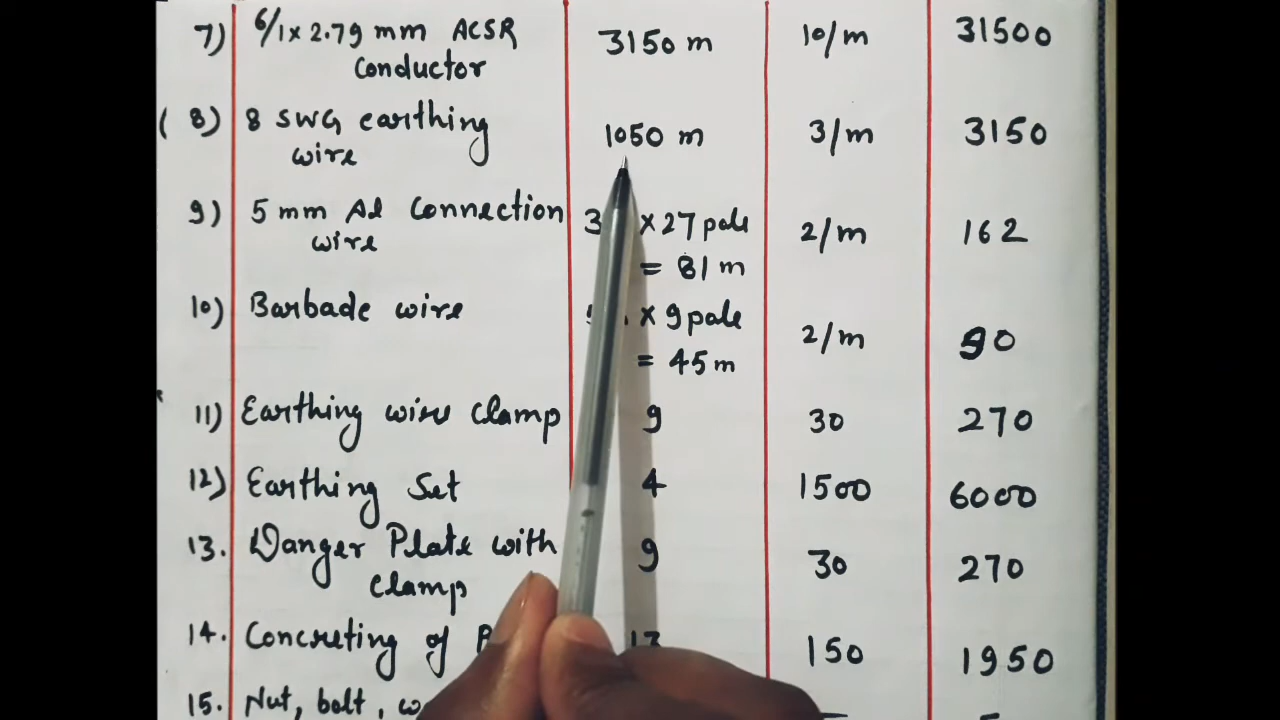 7) 6/1 x 2.79 mm ACSR Conductor 3150 m 10/m 31500
(8) 8 SWG earthing wire 1050 m 3/m 3150
9) 5 mm Al Connection wire 3 x 27 pole = 81 m 2/m 162
10) Barbade wire x 9 pole = 45 m 2/m 90
11) Earthing wire Clamp 9 30 270
12) Earthing Set 4 1500 6000
13. Danger Plate with Clamp 9 30 270
14. Concreting of 13 150 1950
15. Nut, bolt,